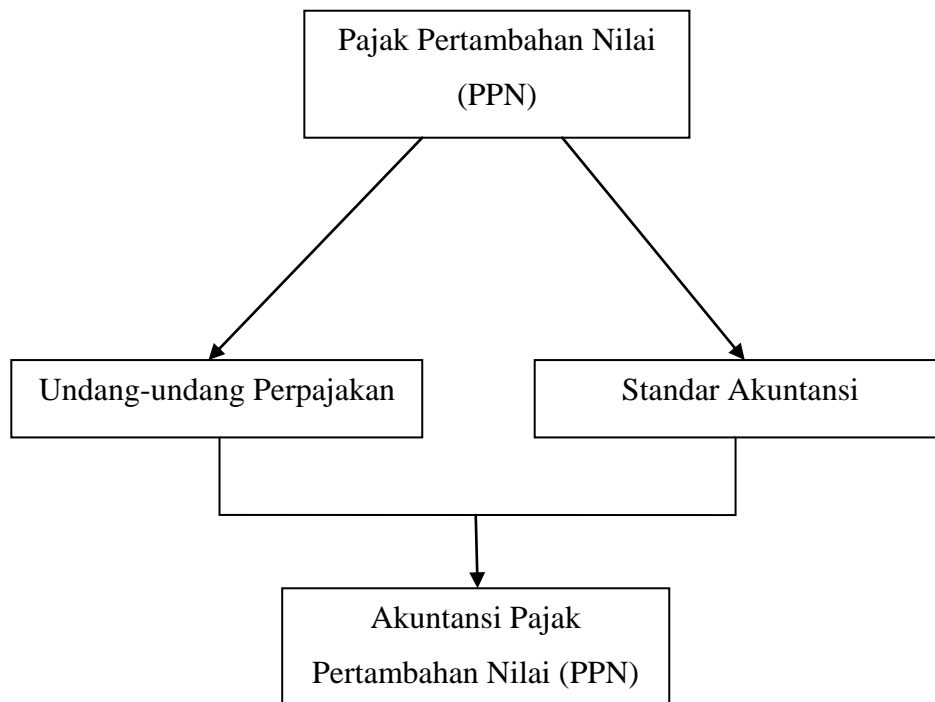 Pajak Pertambahan Nilai
(PPN)
Undang-undang Perpajakan
Standar Akuntansi
Akuntansi Pajak
Pertambahan Nilai (PPN)